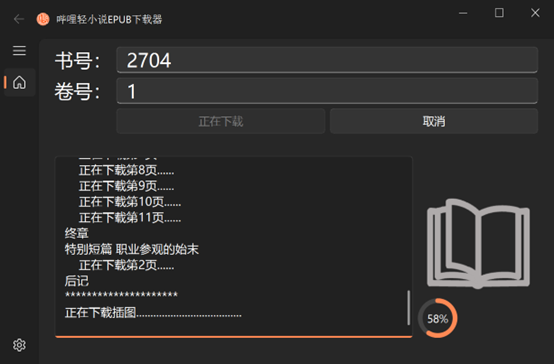 哔哩轻小说EPUB下载器
书号： 2704
卷号： 1
正在下载 取消
正在下载第8页......
正在下载第9页......
正在下载第10页......
正在下载第11页......
终章
特别短篇 职业参观的始末
正在下载第2页......
后记
*********************
正在下载插图.......................................
58%